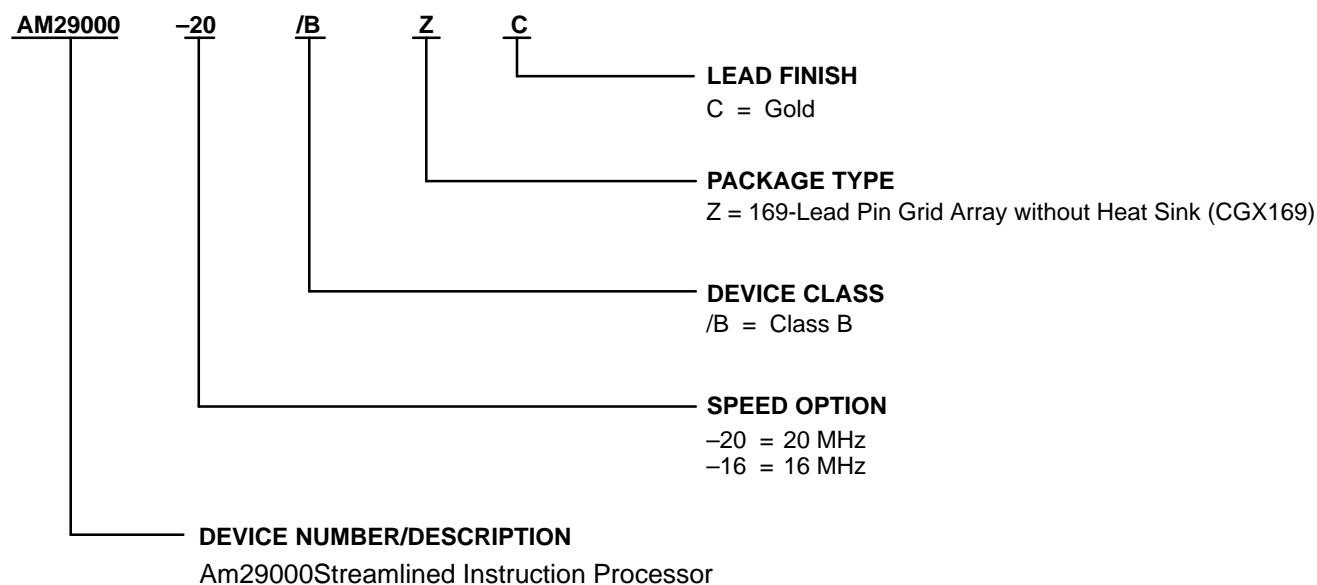 AM29000 –20 /B Z C
LEAD FINISH
C = Gold
PACKAGE TYPE
Z = 169-Lead Pin Grid Array without Heat Sink (CGX169)
DEVICE CLASS
/B = Class B
SPEED OPTION
–20 = 20 MHz
–16 = 16 MHz
DEVICE NUMBER/DESCRIPTION
Am29000Streamlined Instruction Processor